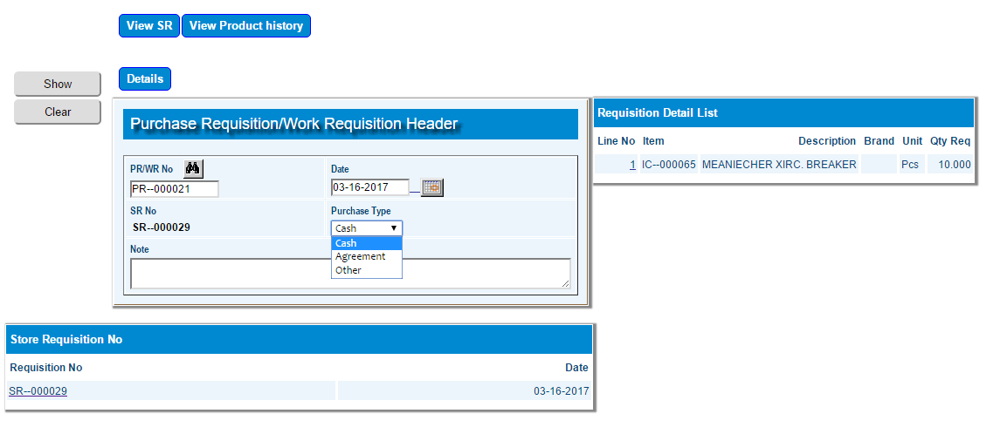 View SR View Product history
Show
Clear
Details
Purchase Requisition/Work Requisition Header
PR/WR No Date
PR--000021 03-16-2017
SR No Purchase Type
SR--000029 Cash
Cash
Agreement
Other
Note
Requisition Detail List
Line No Item Description Brand Unit Qty Req
1 IC--000065 MEANIECHER XIRC. BREAKER Pcs 10.000
Store Requisition No
Requisition No Date
SR--000029 03-16-2017